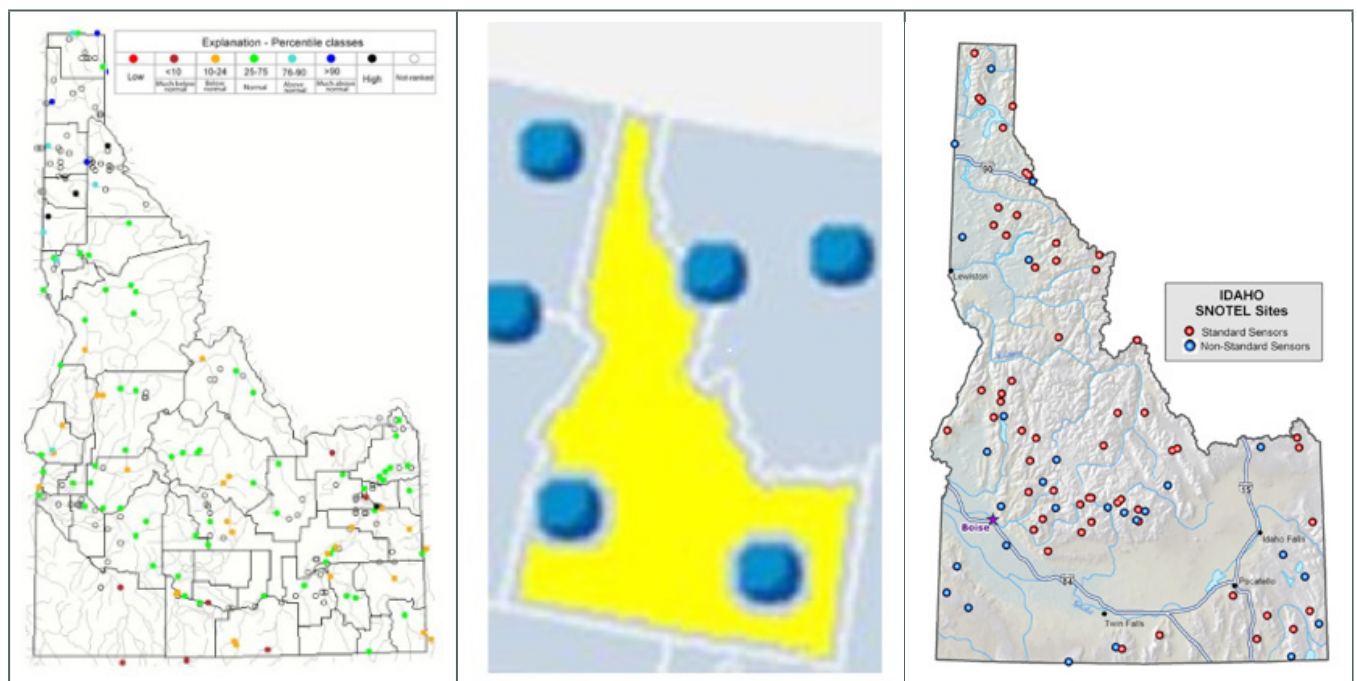 Explanation - Percentile classes
Low
<10
Much below normal
10-24
Below normal
25-75
Normal
76-90
Above normal
>90
Much above normal
High
Not ranked
90
Lewiston
IDAHO
SNOTEL Sites
Standard Sensors
Non-Standard Sensors
15
Boise
Idaho Falls
84
Pocatello
Snake
Twin Falls